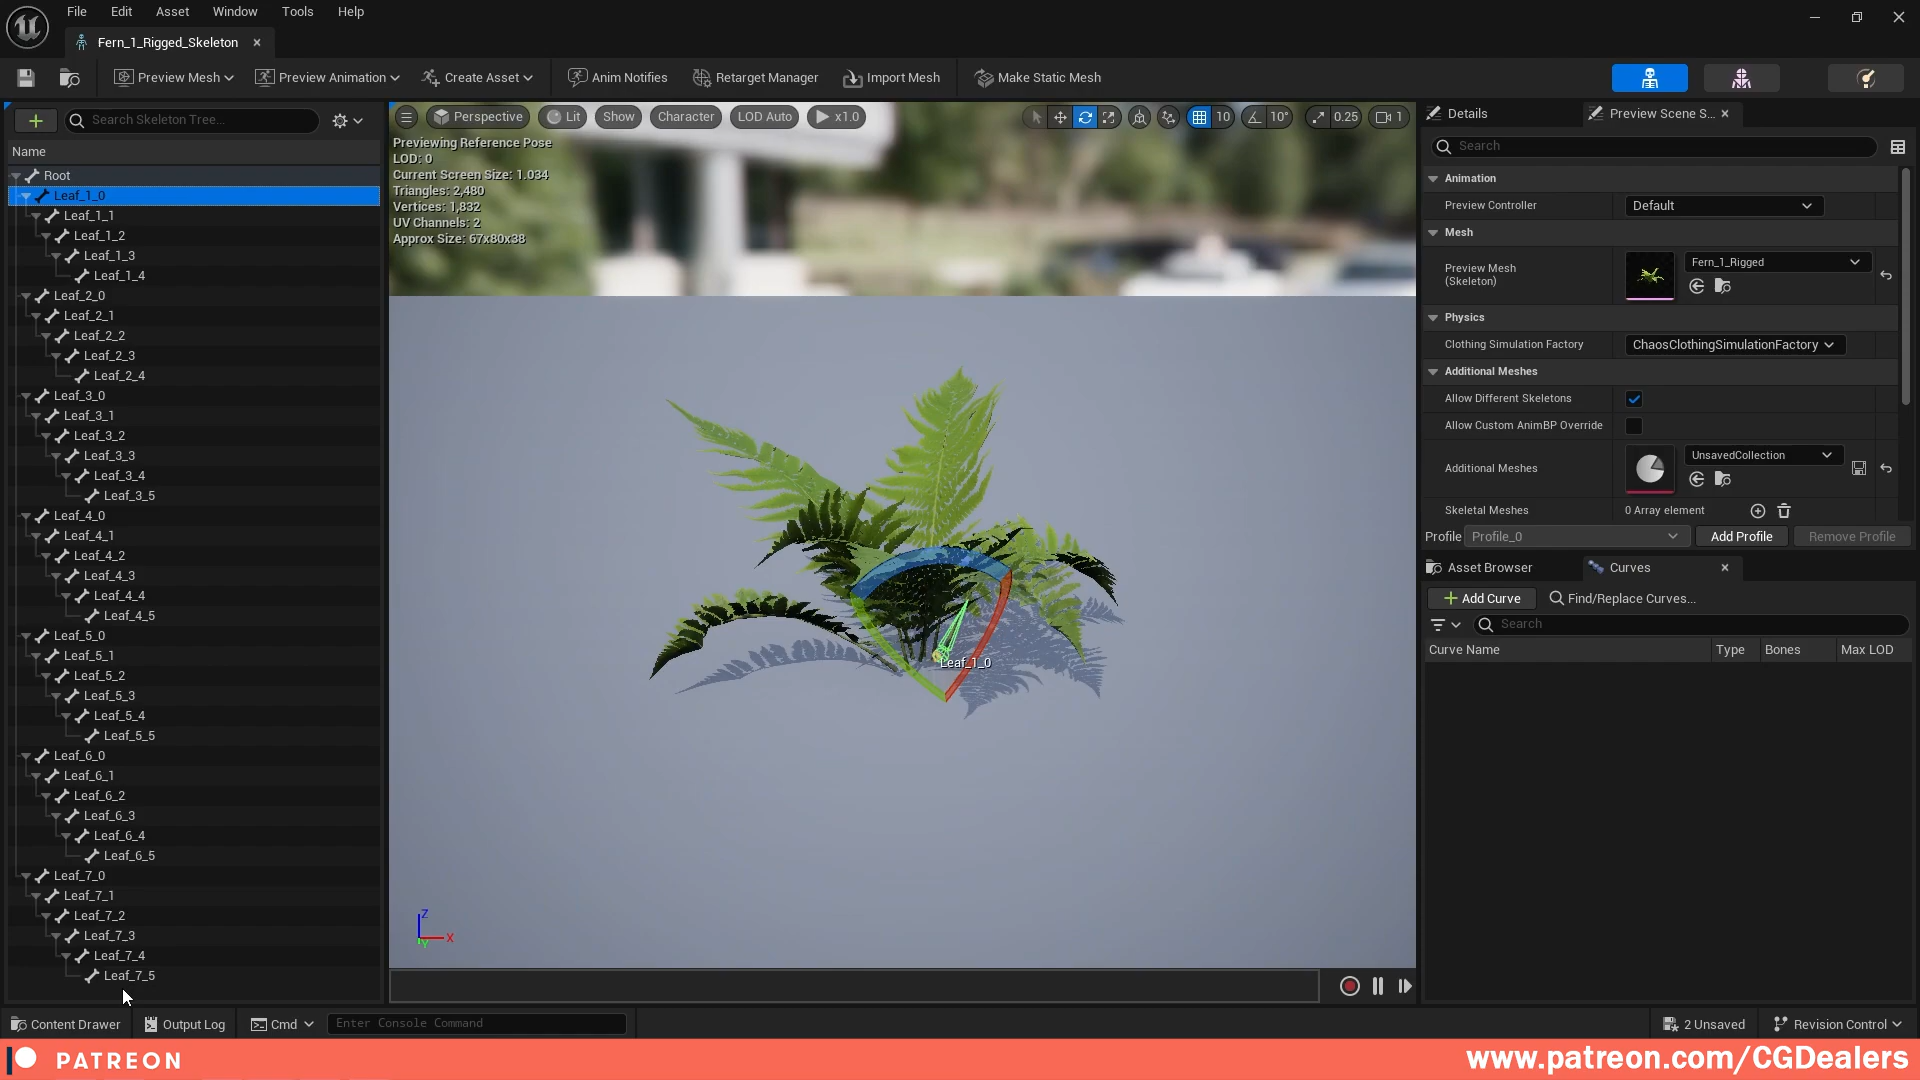 File Edit Asset Window Tools Help
Fern_1_Rigged_Skeleton
Preview Mesh Preview Animation Create Asset Anim Notifies Retarget Manager Import Mesh Make Static Mesh
Search Skeleton Tree...
Name
Root
Leaf_1_0
Leaf_1_1
Leaf_1_2
Leaf_1_3
Leaf_1_4
Leaf_2_0
Leaf_2_1
Leaf_2_2
Leaf_2_3
Leaf_2_4
Leaf_3_0
Leaf_3_1
Leaf_3_2
Leaf_3_3
Leaf_3_4
Leaf_3_5
Leaf_4_0
Leaf_4_1
Leaf_4_2
Leaf_4_3
Leaf_4_4
Leaf_4_5
Leaf_5_0
Leaf_5_1
Leaf_5_2
Leaf_5_3
Leaf_5_4
Leaf_5_5
Leaf_6_0
Leaf_6_1
Leaf_6_2
Leaf_6_3
Leaf_6_4
Leaf_6_5
Leaf_7_0
Leaf_7_1
Leaf_7_2
Leaf_7_3
Leaf_7_4
Leaf_7_5
Perspective Lit Show Character LOD Auto x1.0 10 10° 0.25 1
Previewing Reference Pose
LOD: 0
Current Screen Size: 1.034
Triangles: 2,480
Vertices: 1,832
UV Channels: 2
Approx Size: 67x80x38
Leaf_1_0
Z
X
Y
Details Preview Scene S...
Search
Animation
Preview Controller Default
Mesh
Preview Mesh
(Skeleton)
Fern_1_Rigged
Physics
Clothing Simulation Factory ChaosClothingSimulationFactory
Additional Meshes
Allow Different Skeletons
Allow Custom AnimBP Override
Additional Meshes UnsavedCollection
Skeletal Meshes 0 Array element
Profile Profile_0 Add Profile Remove Profile
Asset Browser Curves
Add Curve Find/Replace Curves...
Search
Curve Name Type Bones Max LOD
Content Drawer Output Log Cmd Enter Console Command 2 Unsaved Revision Control
PATREON www.patreon.com/CGDealers